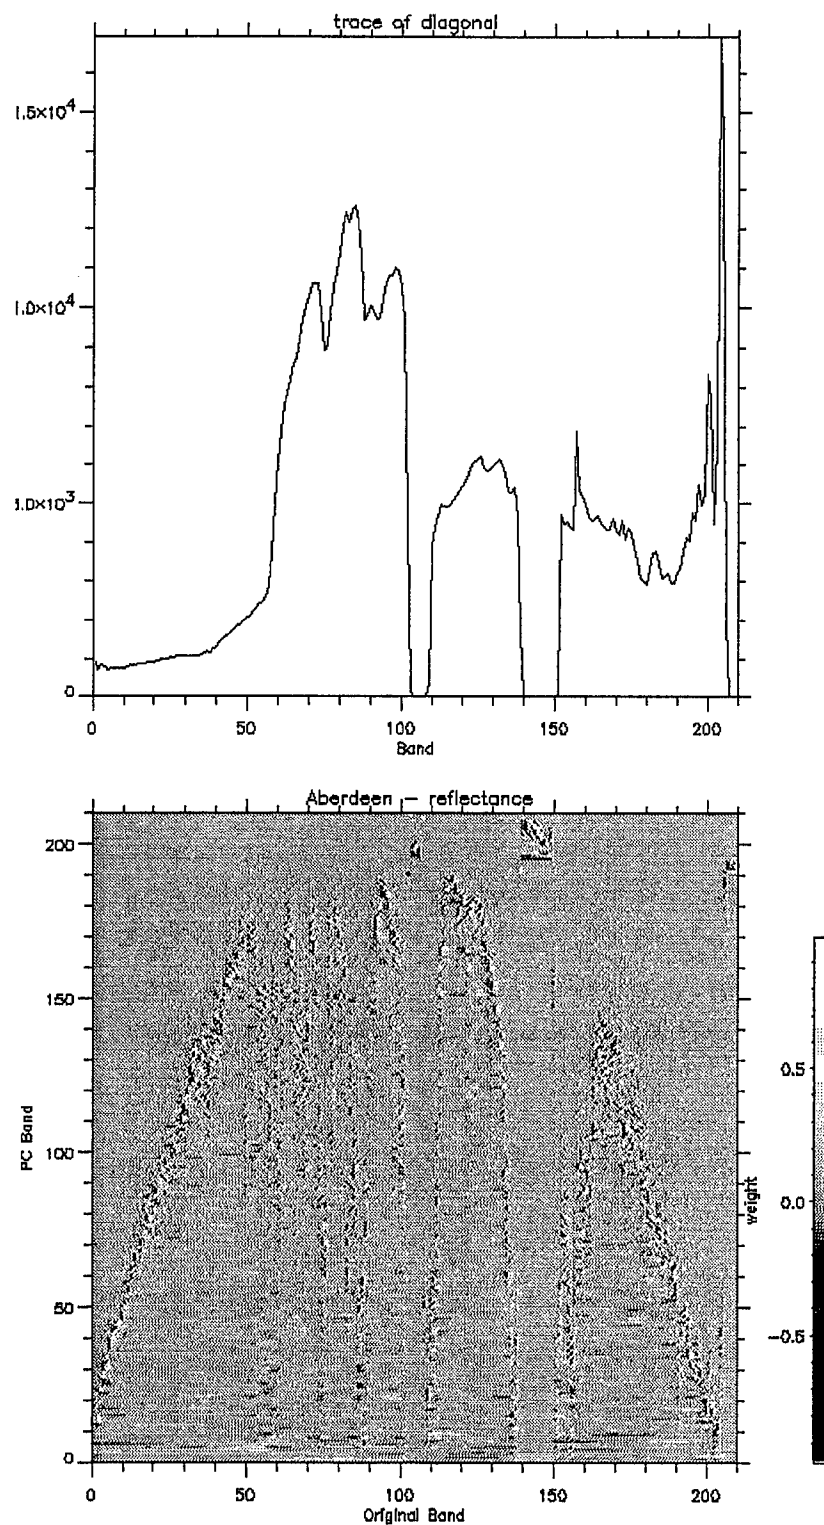 trace of diagonal
1.5×10⁴
1.0×10⁴
5.0×10³
0
0 50 100 150 200
Band
Aberdeen — reflectance
200
150
100
50
0
PC Band
0 50 100 150 200
Original Band
weight
0.5
0.0
−0.5